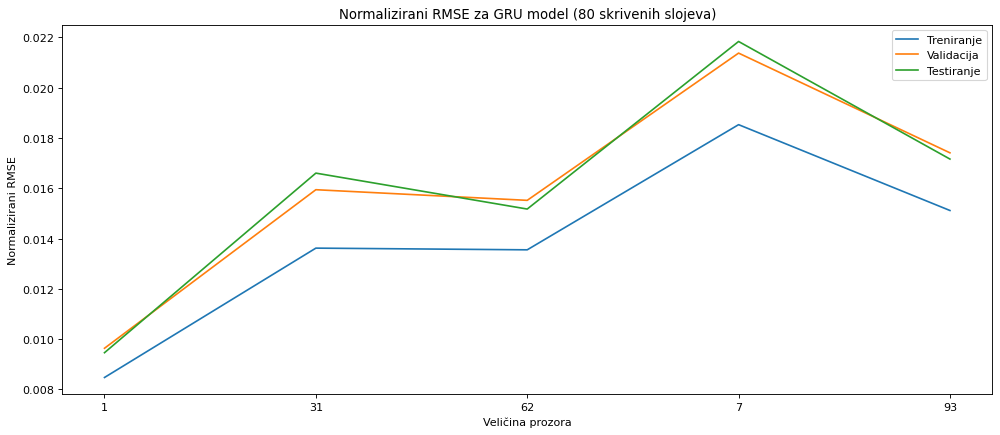 Normalizirani RMSE za GRU model (80 skrivenih slojeva)
Treniranje
Validacija
Testiranje
Normalizirani RMSE
0.022
0.020
0.018
0.016
0.014
0.012
0.010
0.008
1
31
62
7
93
Veličina prozora